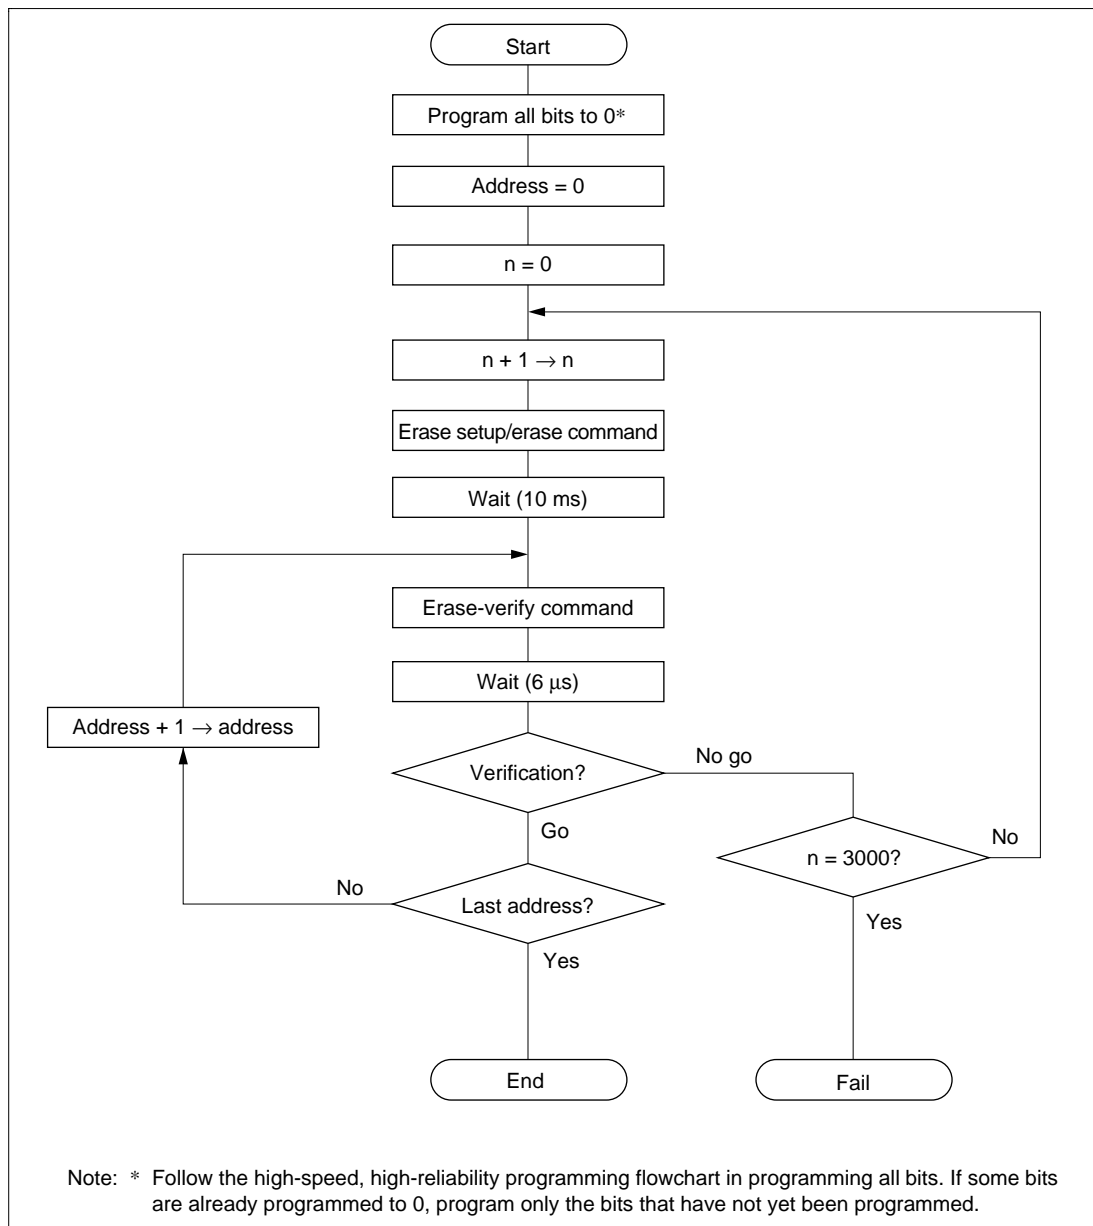 Start
Program all bits to 0*
Address = 0
n = 0
n + 1 → n
Erase setup/erase command
Wait (10 ms)
Erase-verify command
Wait (6 μs)
Address + 1 → address
Verification?
No go
Go
n = 3000?
No
No
Last address?
Yes
Yes
End
Fail
Note: * Follow the high-speed, high-reliability programming flowchart in programming all bits. If some bits
are already programmed to 0, program only the bits that have not yet been programmed.